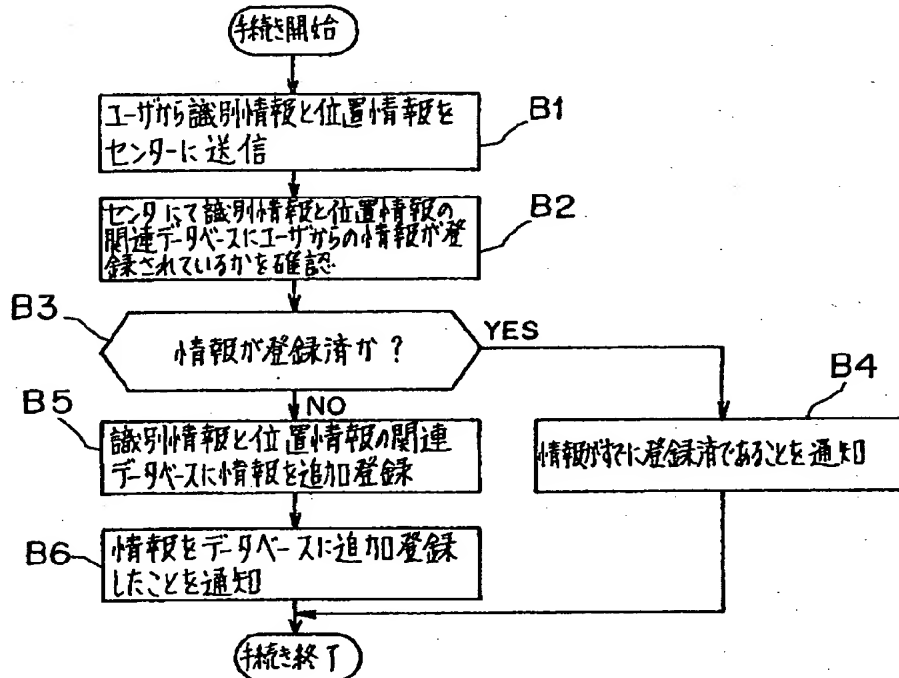 手続き開始
ユーザから識別情報と位置情報を
センターに送信
B1
センタにて識別情報と位置情報の
関連データベースにユーザからの情報が登
録されているかを確認
B2
B3
情報が登録済か?
YES
NO
B4
情報がすでに登録済であることを通知
B5
識別情報と位置情報の関連
データベースに情報を追加登録
B6
情報をデータベースに追加登録
したことを通知
手続き終了